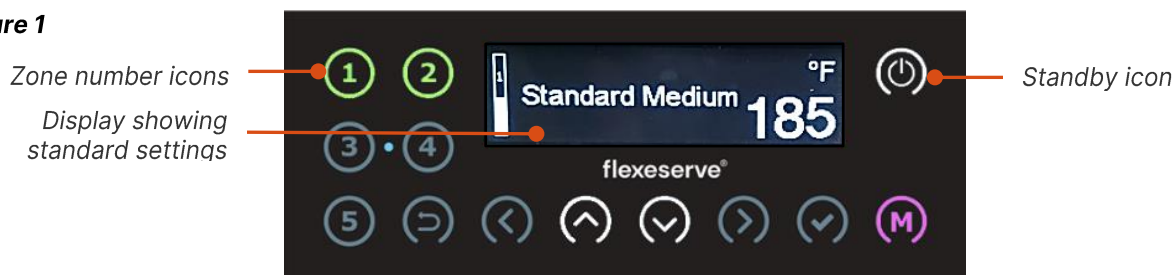 ure 1
Zone number icons
Display showing
standard settings
1 2
3 4
5
1
Standard Medium
°F
185
flexeserve®
M
Standby icon